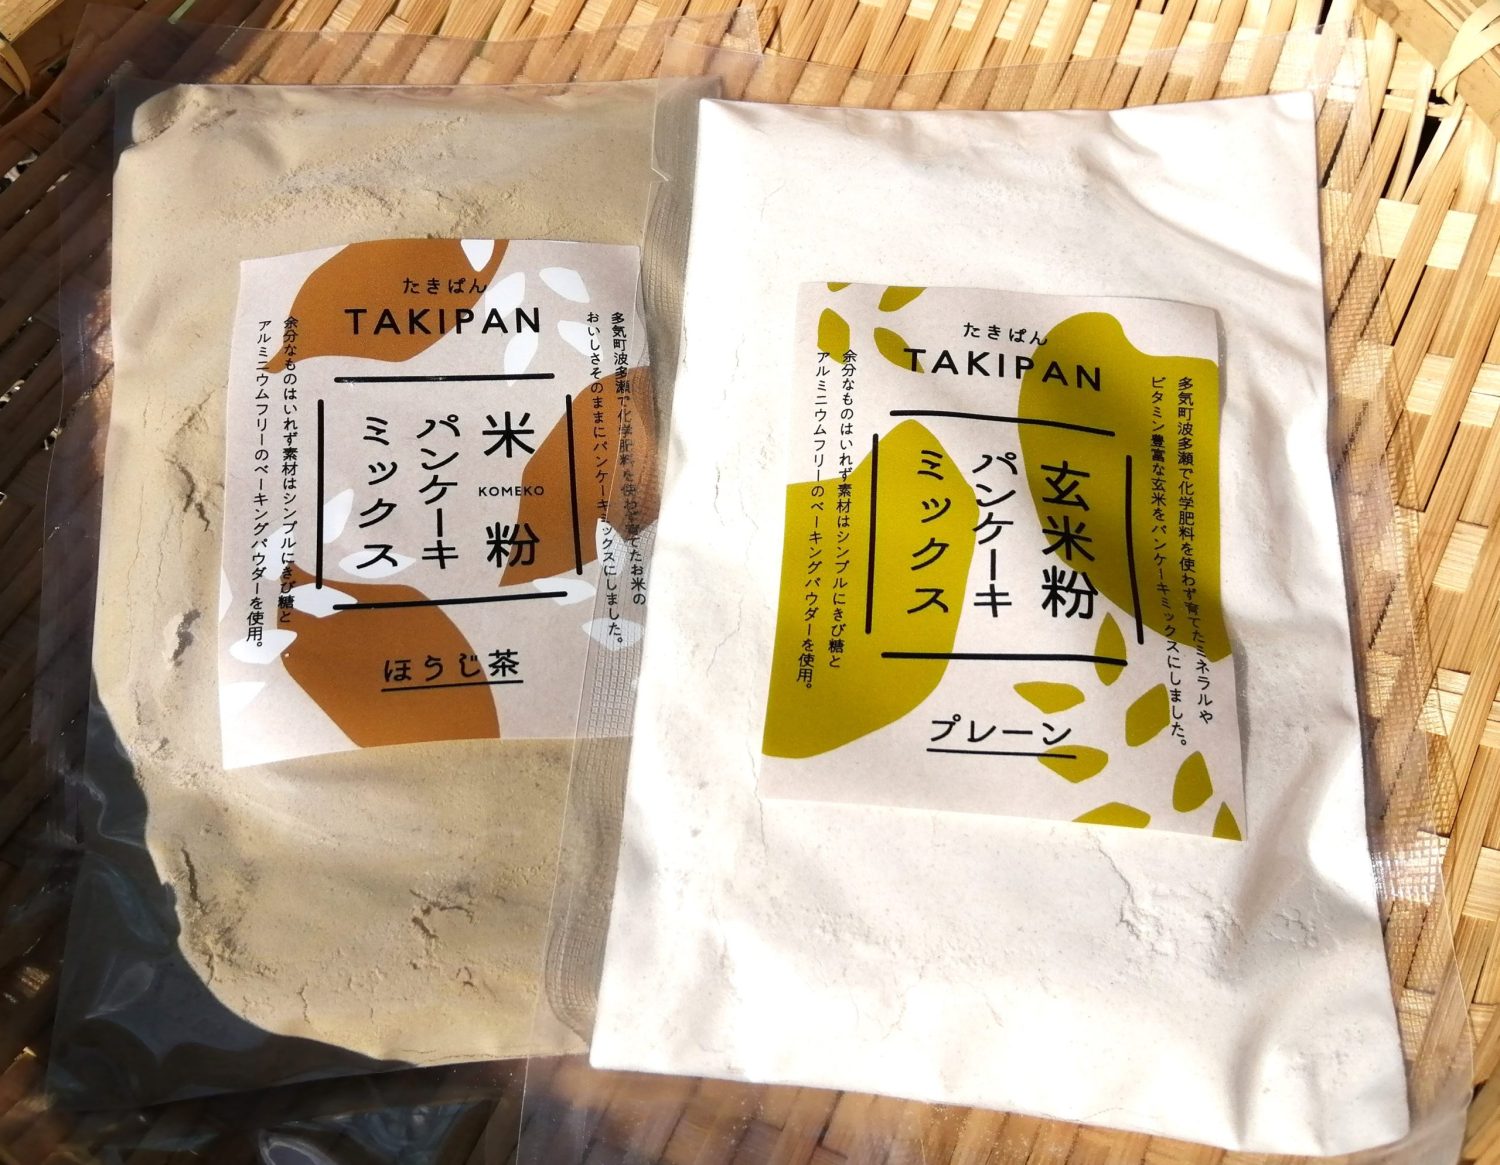 たきぱん
TAKIPAN
米粉
KOMEKO
パンケーキ
ミックス
ほうじ茶
多気町波多瀬で化学肥料を使わず育てたお米の
おいしさそのままにパンケーキミックスにしました。
余分なものはいれず素材はシンプルにきび糖と
アルミニウムフリーのベーキングパウダーを使用。
たきぱん
TAKIPAN
玄米粉
パンケーキ
ミックス
プレーン
多気町波多瀬で化学肥料を使わず育てたミネラルや
ビタミン豊富な玄米をパンケーキミックスにしました。
余分なものはいれず素材はシンプルにきび糖と
アルミニウムフリーのベーキングパウダーを使用。